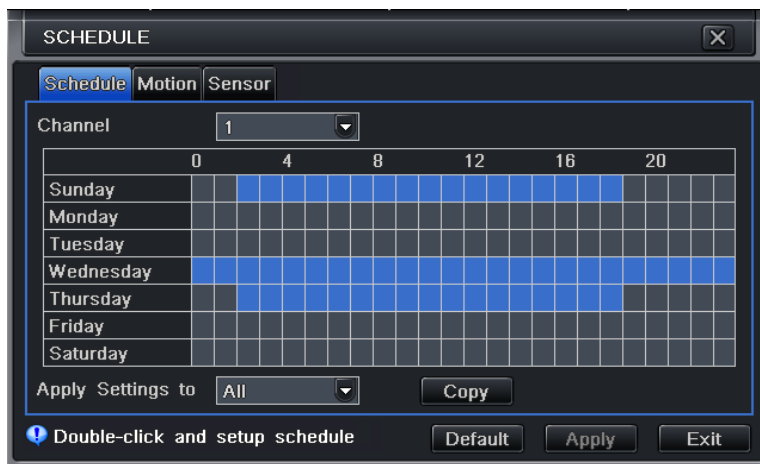 SCHEDULE
Schedule Motion Sensor
Channel 1
0 4 8 12 16 20
Sunday
Monday
Tuesday
Wednesday
Thursday
Friday
Saturday
Apply Settings to All Copy
Double-click and setup schedule Default Apply Exit